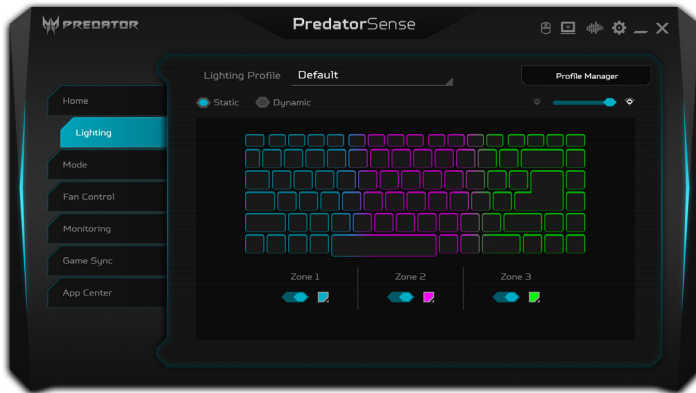 PREDATOR
PredatorSense
Lighting Profile Default
Profile Manager
Static Dynamic
Home
Lighting
Mode
Fan Control
Monitoring
Game Sync
App Center
Zone 1 Zone 2 Zone 3